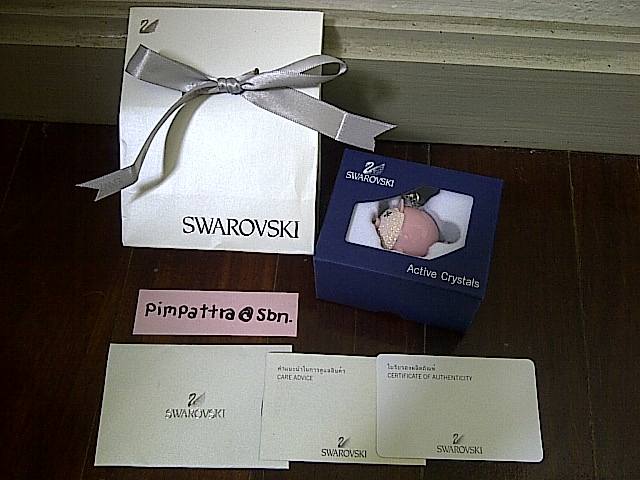 SWAROVSKI
SWAROVSKI
Active Crystals
pimpattra@sbn.
SWAROVSKI
คำแนะนำในการดูแลสินค้า
CARE ADVICE
SWAROVSKI
ใบรับรองผลิตภัณฑ์
CERTIFICATE OF AUTHENTICITY
SWAROVSKI